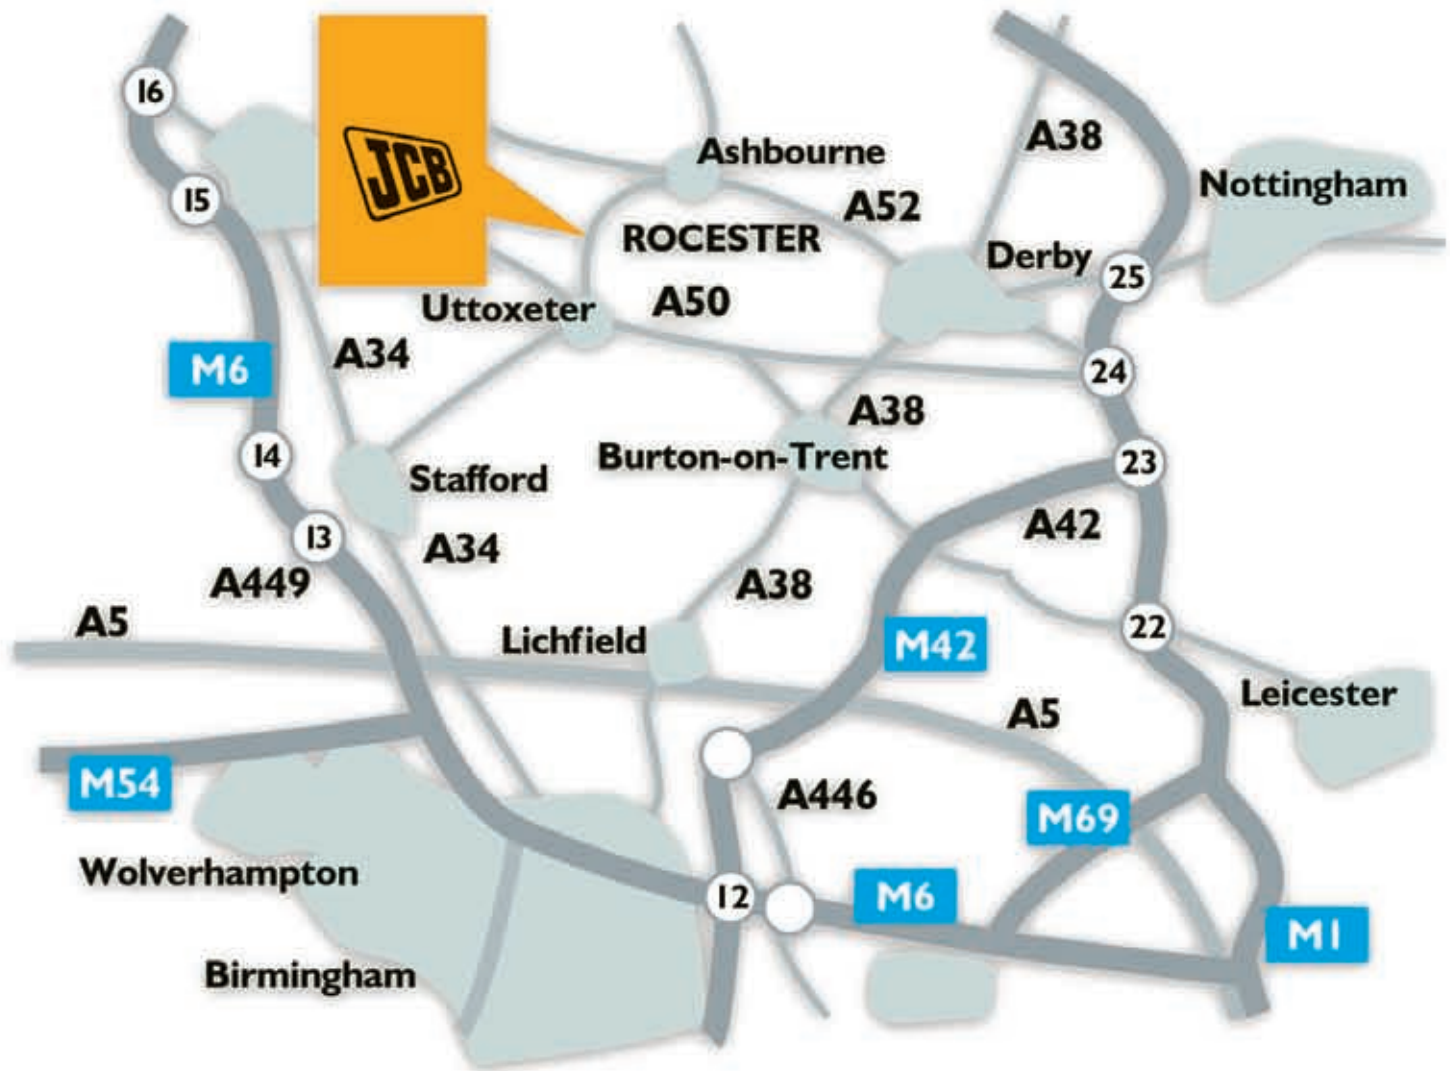 16
JCB
Ashbourne
A38
Nottingham
15
A52
ROCESTER
Derby
25
Uttoxeter
A50
A34
M6
24
A38
14
Burton-on-Trent
23
Stafford
A42
13
A34
A449
A38
A5
22
Lichfield
M42
Leicester
A5
M54
A446
M69
Wolverhampton
12
M6
M1
Birmingham